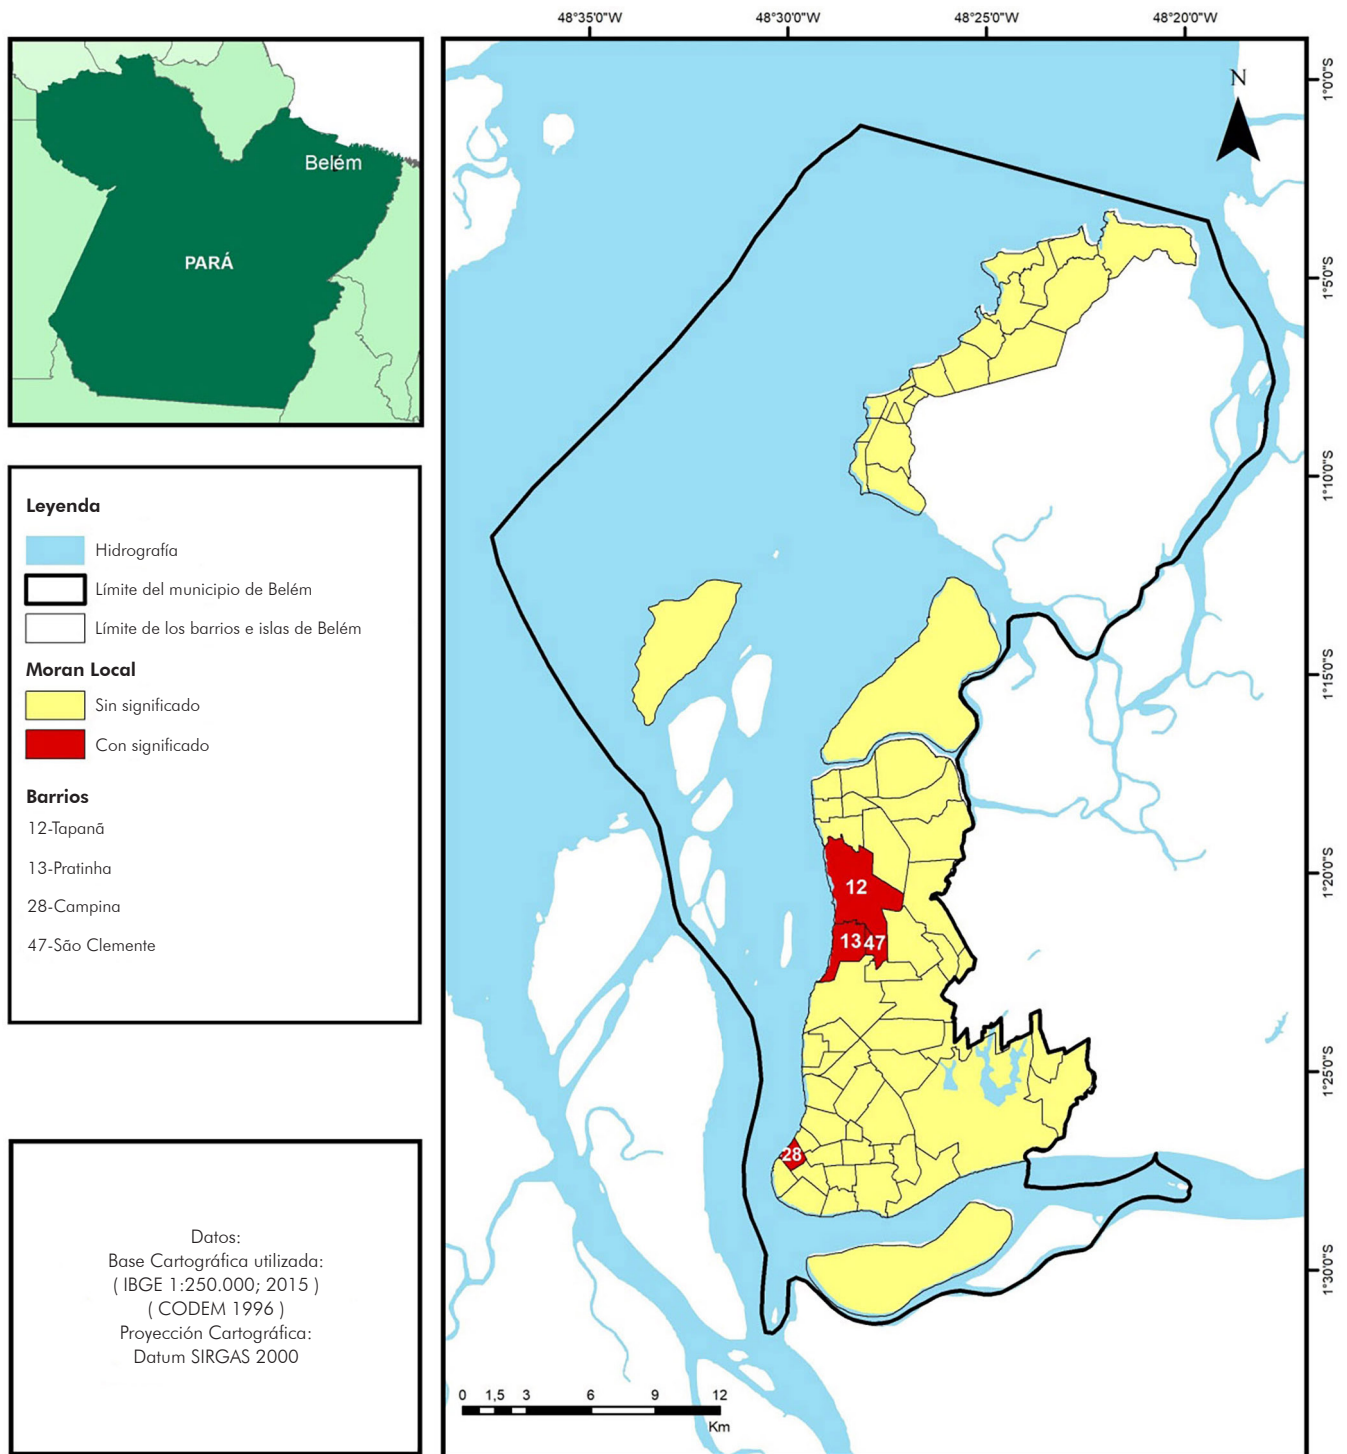 48°35'0"W
48°30'0"W
48°25'0"W
48°20'0"W
Belém
PARÁ
N
1°0'0"S
1°5'0"S
1°10'0"S
1°15'0"S
1°20'0"S
1°25'0"S
1°30'0"S
Leyenda
Hidrografía
Límite del municipio de Belém
Límite de los barrios e islas de Belém
Moran Local
Sin significado
Con significado
Barrios
12-Tapanã
13-Pratinha
28-Campina
47-São Clemente
12
13 47
28
Datos:
Base Cartográfica utilizada:
( IBGE 1:250.000; 2015 )
( CODEM 1996 )
Proyección Cartográfica:
Datum SIRGAS 2000
0 1,5 3 6 9 12
Km